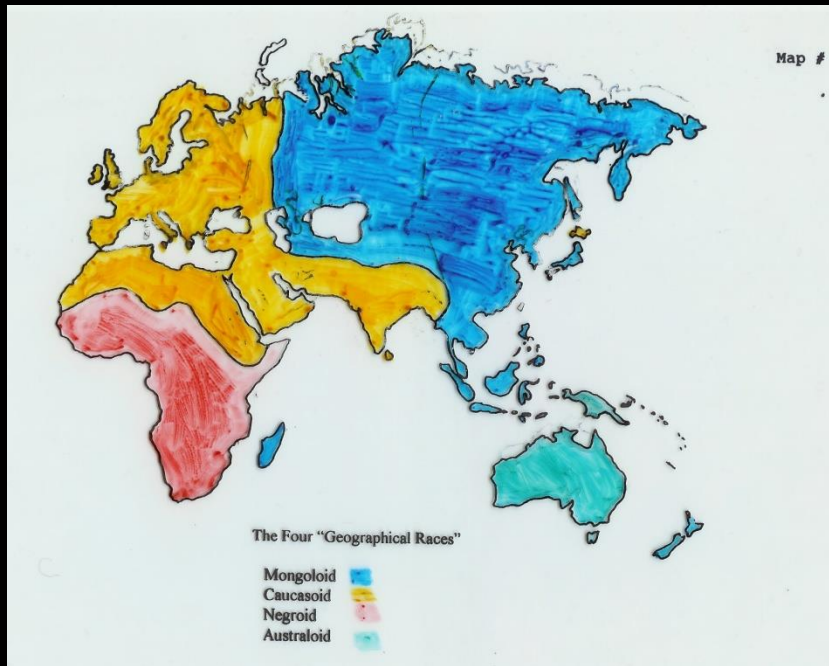 Map #
The Four "Geographical Races"
Mongoloid
Caucasoid
Negroid
Australoid